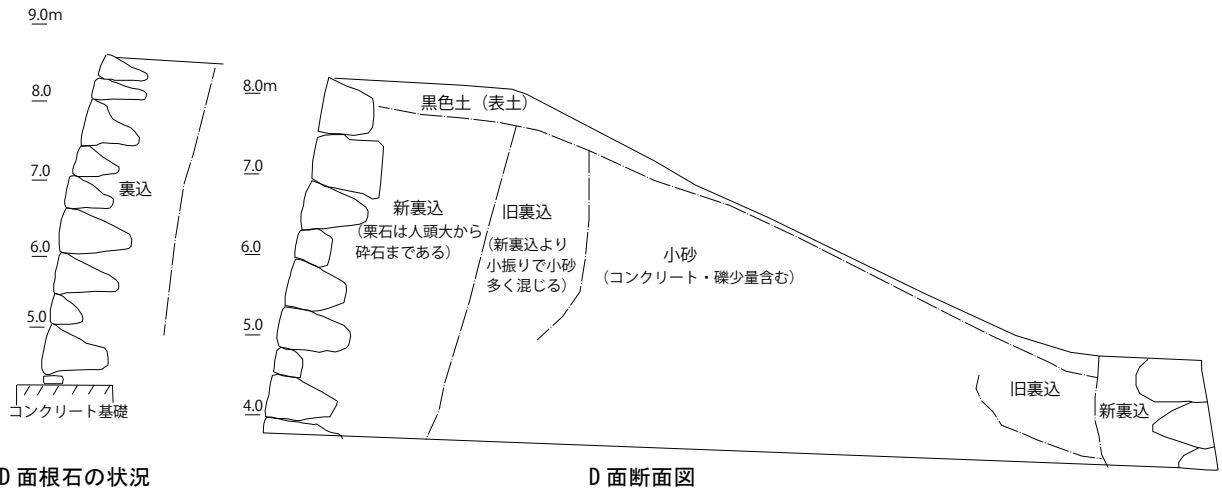 9.0m
8.0
7.0
6.0
5.0
裏込
コンクリート基礎
D 面根石の状況
8.0m
7.0
6.0
5.0
4.0
黒色土（表土）
新裏込
（栗石は人頭大から
砕石まである）
旧裏込
（新裏込より
小振りで小砂
多く混じる）
小砂
（コンクリート・礫少量含む）
旧裏込
新裏込
D 面断面図